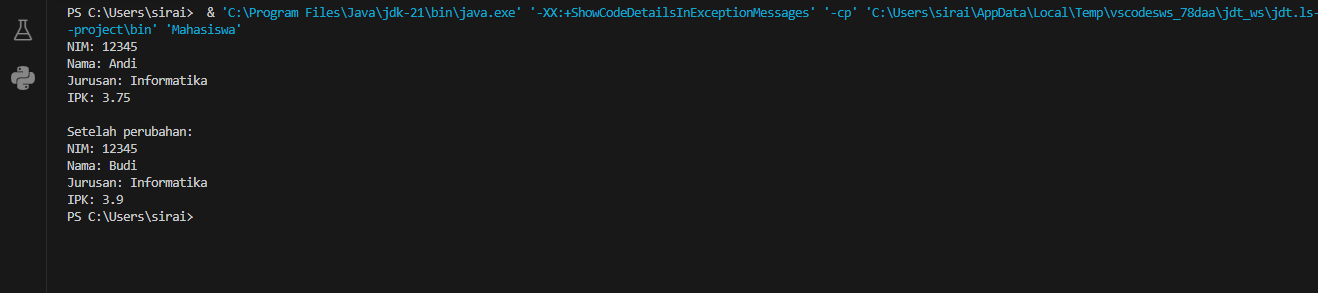 PS C:\Users\sirai>  & 'C:\Program Files\Java\jdk-21\bin\java.exe' '-XX:+ShowCodeDetailsInExceptionMessages' '-cp' 'C:\Users\sirai\AppData\Local\Temp\vscodesws_78daa\jdt_ws\jdt.ls-
-project\bin' 'Mahasiswa'
NIM: 12345
Nama: Andi
Jurusan: Informatika
IPK: 3.75
Setelah perubahan:
NIM: 12345
Nama: Budi
Jurusan: Informatika
IPK: 3.9
PS C:\Users\sirai>